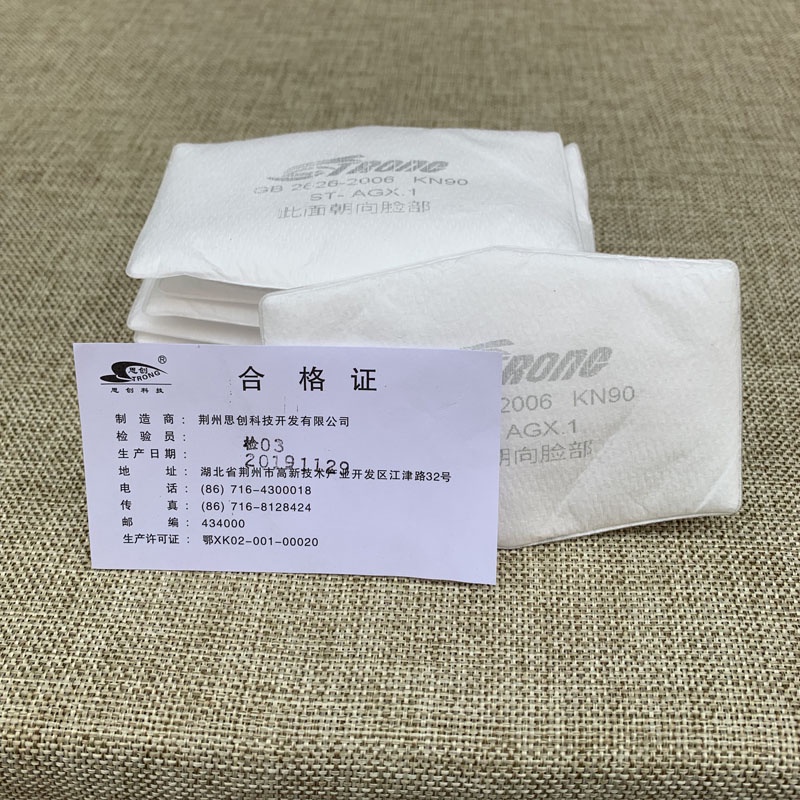 STRONG
GB 2626-2006 KN90
ST- AGX.1
此面朝向脸部
STRONG
2006 KN90
AGX.1
朝向脸部
思创
STRONG
®
思创科技
合格证
制造商：荆州思创科技开发有限公司
检验员：检03
生产日期：20191129
地址：湖北省荆州市高新技术产业开发区江津路32号
电话：(86) 716-4300018
传真：(86) 716-8128424
邮编：434000
生产许可证：鄂XK02-001-00020